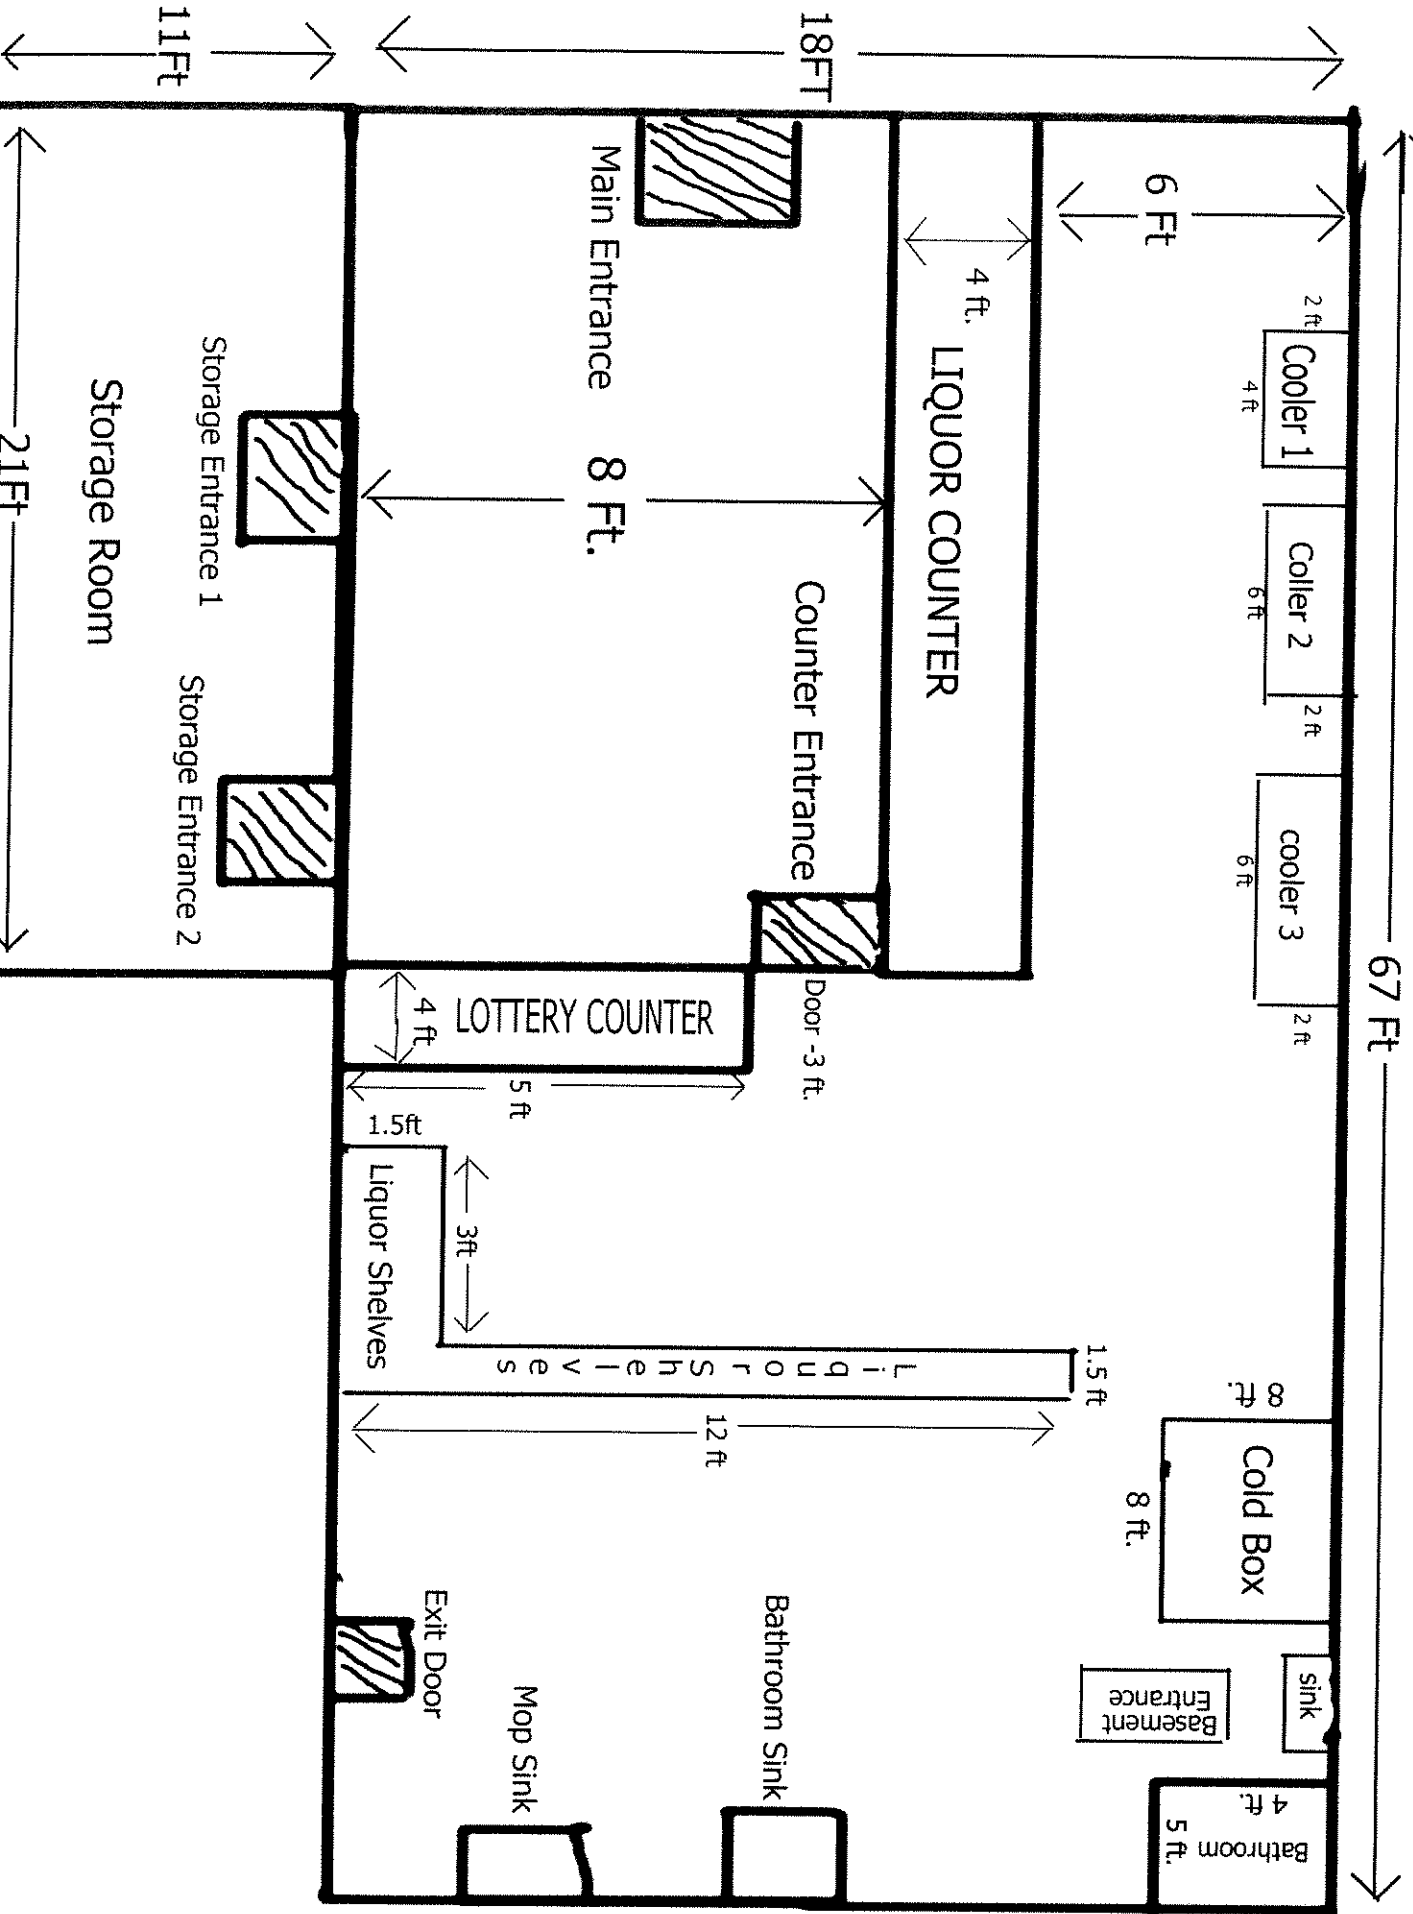 67 Ft
18FT
11Ft
6 Ft
2 ft
Cooler 1
4 ft
Coller 2
6 ft
2 ft
cooler 3
6 ft
2 ft
8 ft.
Cold Box
8 ft.
sink
Basement
Entrance
4 ft.
Bathroom
5 ft.
4 ft.
LIQUOR COUNTER
Main Entrance
8 Ft.
Counter Entrance
Door -3 ft.
LOTTERY COUNTER
4 ft
5 ft
1.5ft
Liquor Shelves
3ft
Liquor Shelves
1.5 ft
12 ft
Bathroom Sink
Mop Sink
Exit Door
Storage Entrance 1
Storage Entrance 2
Storage Room
21Ft